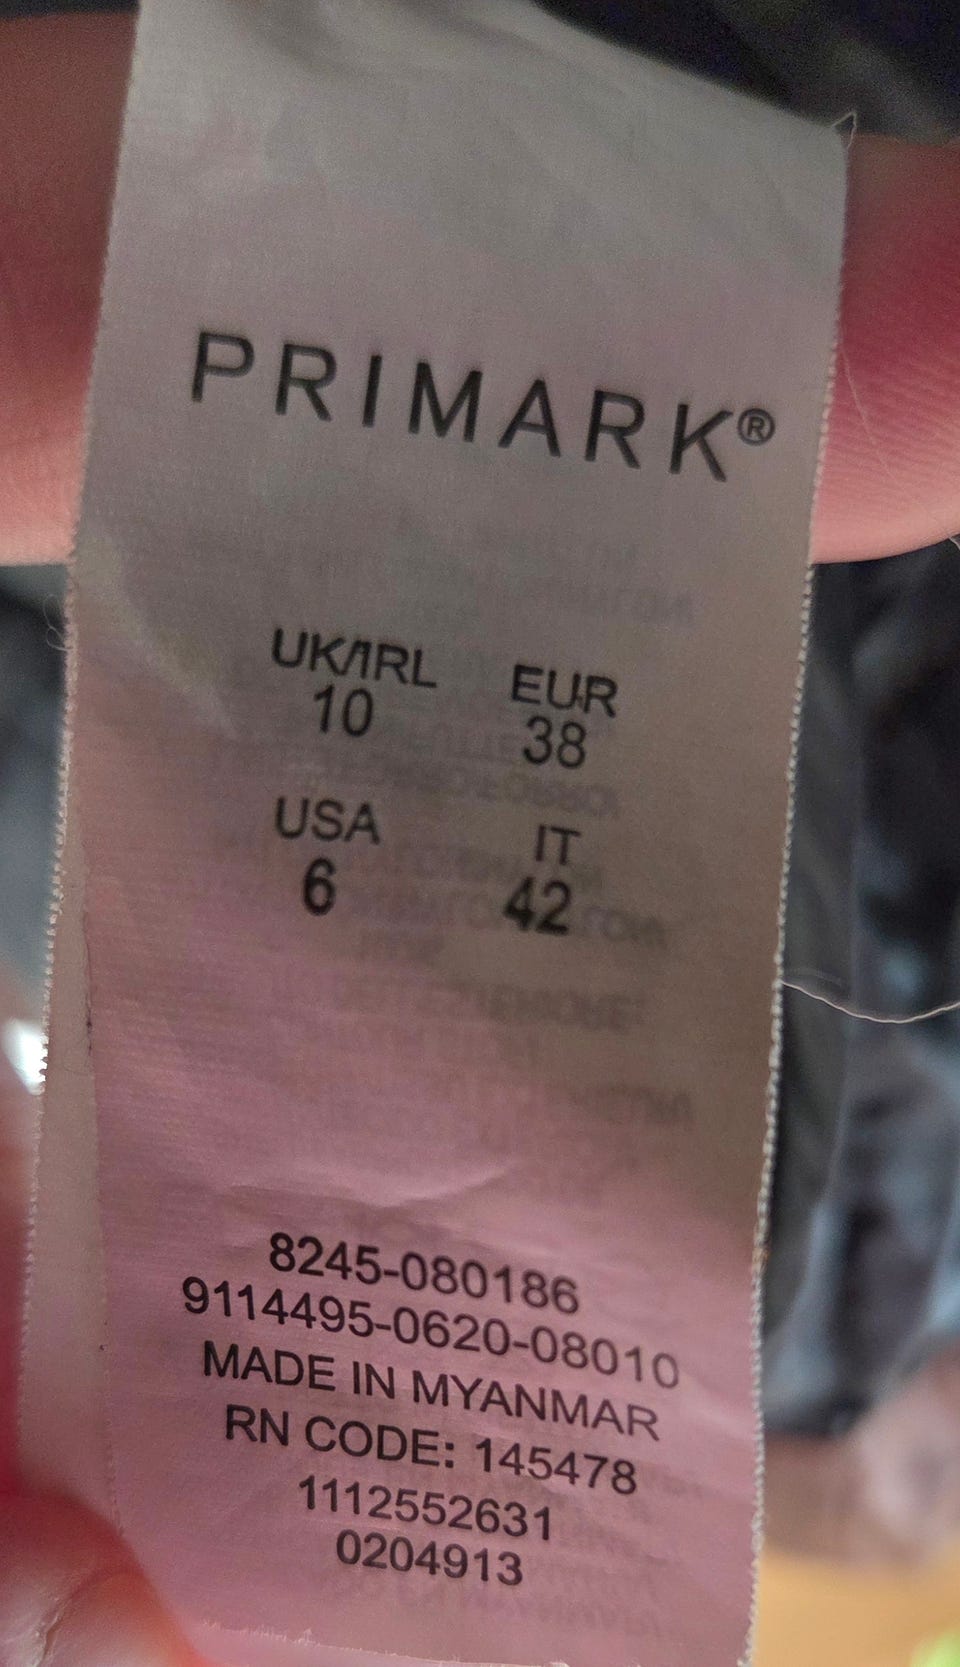 PRIMARK®
UK/IRL EUR
10 38
USA IT
6 42
8245-080186
9114495-0620-08010
MADE IN MYANMAR
RN CODE: 145478
1112552631
0204913